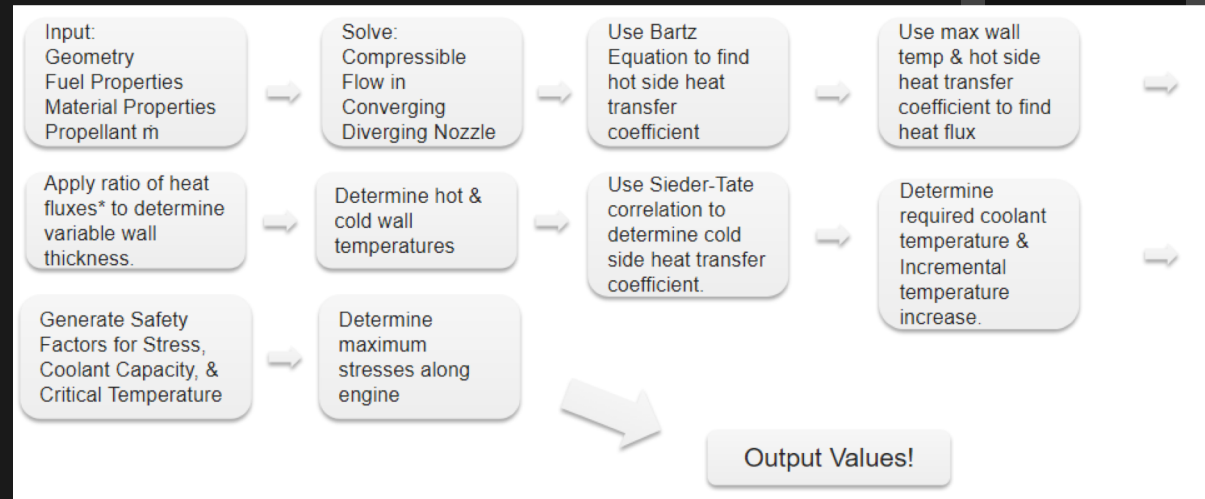 Input:
Geometry
Fuel Properties
Material Properties
Propellant ṁ
Solve:
Compressible
Flow in
Converging
Diverging Nozzle
Use Bartz
Equation to find
hot side heat
transfer
coefficient
Use max wall
temp & hot side
heat transfer
coefficient to find
heat flux
Apply ratio of heat
fluxes* to determine
variable wall
thickness.
Determine hot &
cold wall
temperatures
Use Sieder-Tate
correlation to
determine cold
side heat transfer
coefficient.
Determine
required coolant
temperature &
Incremental
temperature
increase.
Generate Safety
Factors for Stress,
Coolant Capacity, &
Critical Temperature
Determine
maximum
stresses along
engine
Output Values!